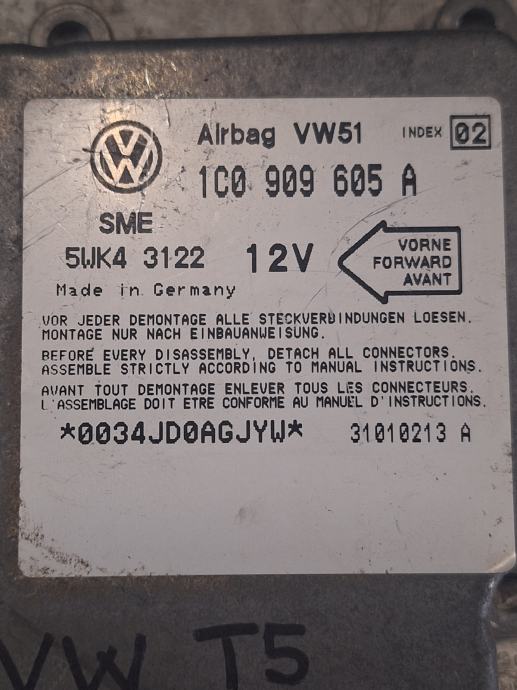 Airbag VW51 INDEX 02
1C0 909 605 A
SME
5WK4 3122 12V
VORNE
FORWARD
AVANT
Made in Germany
VOR JEDER DEMONTAGE ALLE STECKVERBINDUNGEN LOESEN.
MONTAGE NUR NACH EINBAUANWEISUNG.
BEFORE EVERY DISASSEMBLY, DETACH ALL CONNECTORS.
ASSEMBLE STRICTLY ACCORDING TO MANUAL INSTRUCTIONS.
AVANT TOUT DEMONTAGE ENLEVER TOUS LES CONNECTEURS.
L'ASSEMBLAGE DOIT ETRE CONFORME AU MANUEL D'INSTRUCTIONS.
*0034JD0AGJYW* 31010213 A
VW T5